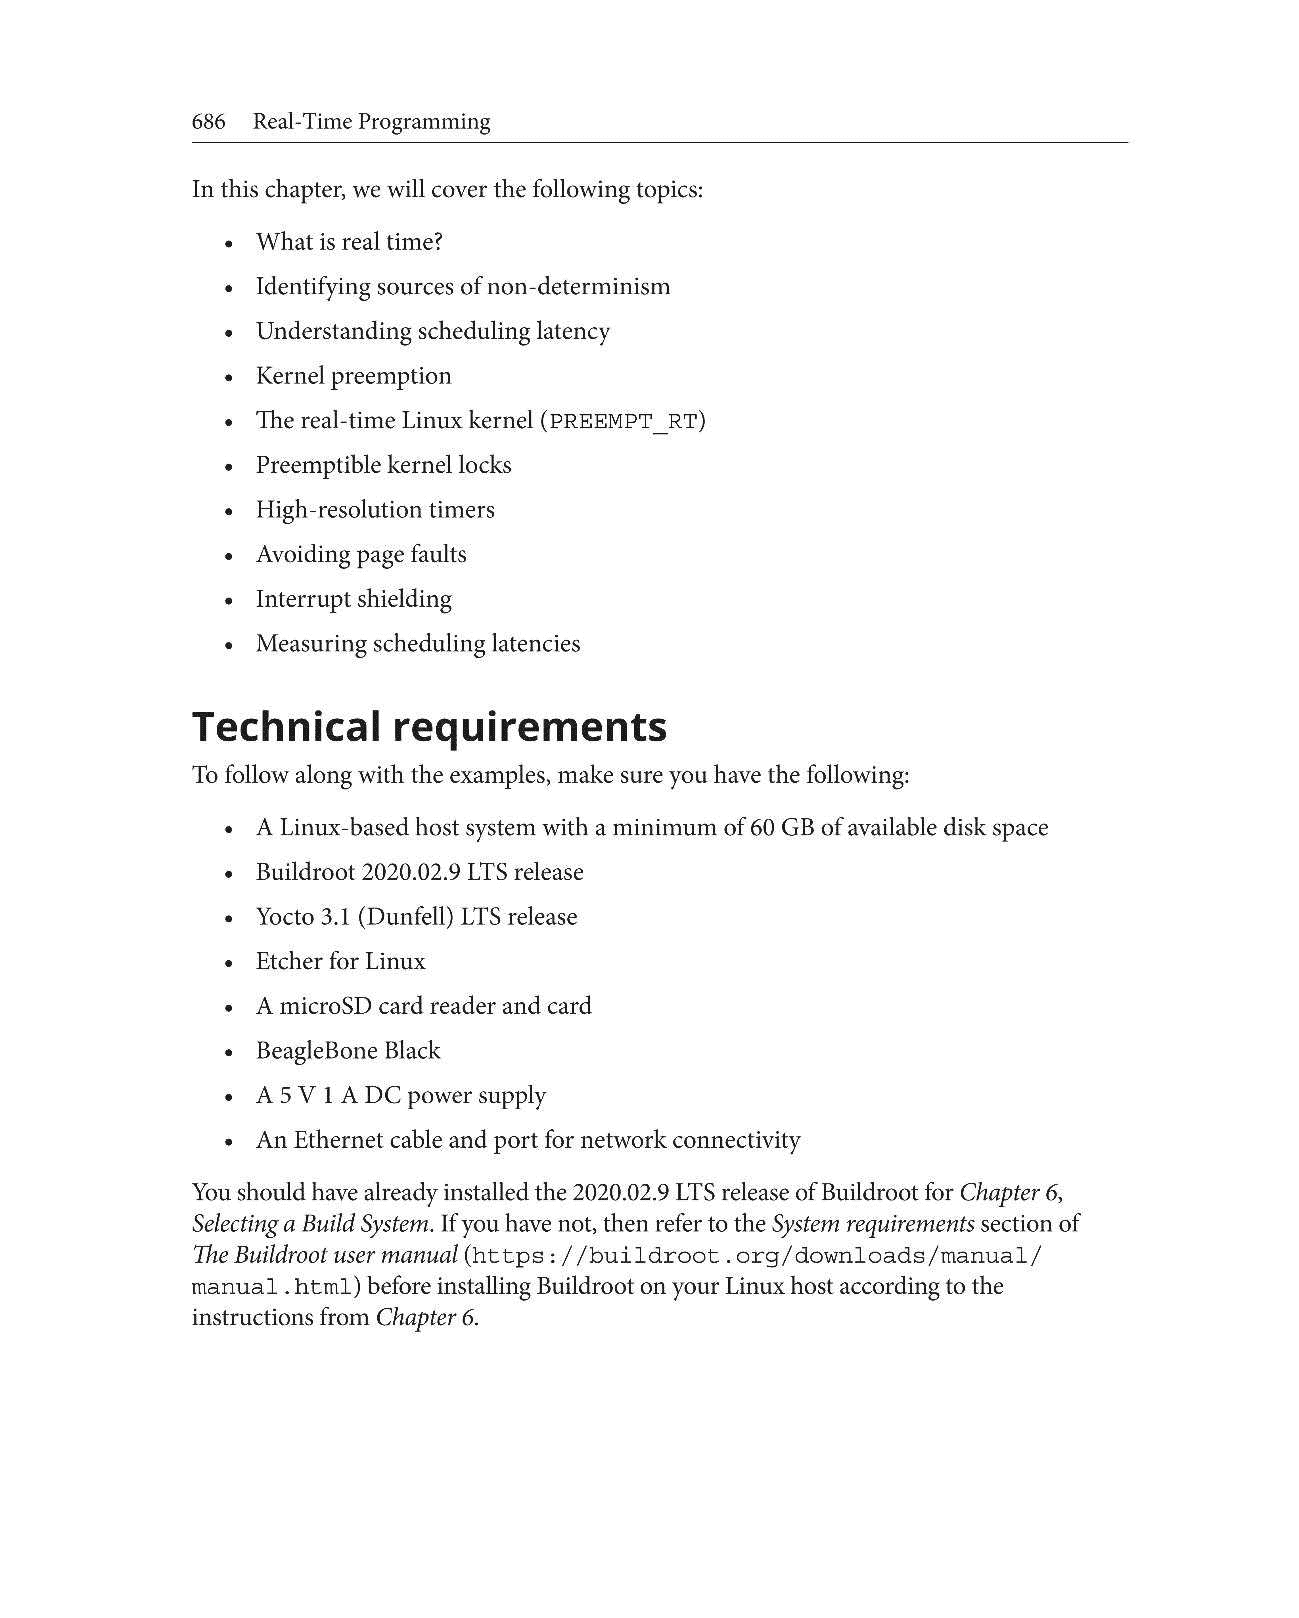 686 Real-Time Programming
In this chapter, we will cover the following topics:
• What is real time?
• Identifying sources of non-determinism
• Understanding scheduling latency
• Kernel preemption
• The real-time Linux kernel (PREEMPT_RT)
• Preemptible kernel locks
• High-resolution timers
• Avoiding page faults
• Interrupt shielding
• Measuring scheduling latencies
Technical requirements
To follow along with the examples, make sure you have the following:
• A Linux-based host system with a minimum of 60 GB of available disk space
• Buildroot 2020.02.9 LTS release
• Yocto 3.1 (Dunfell) LTS release
• Etcher for Linux
• A microSD card reader and card
• BeagleBone Black
• A 5 V 1 A DC power supply
• An Ethernet cable and port for network connectivity
You should have already installed the 2020.02.9 LTS release of Buildroot for Chapter 6,
Selecting a Build System. If you have not, then refer to the System requirements section of
The Buildroot user manual (https://buildroot.org/downloads/manual/
manual.html) before installing Buildroot on your Linux host according to the
instructions from Chapter 6.